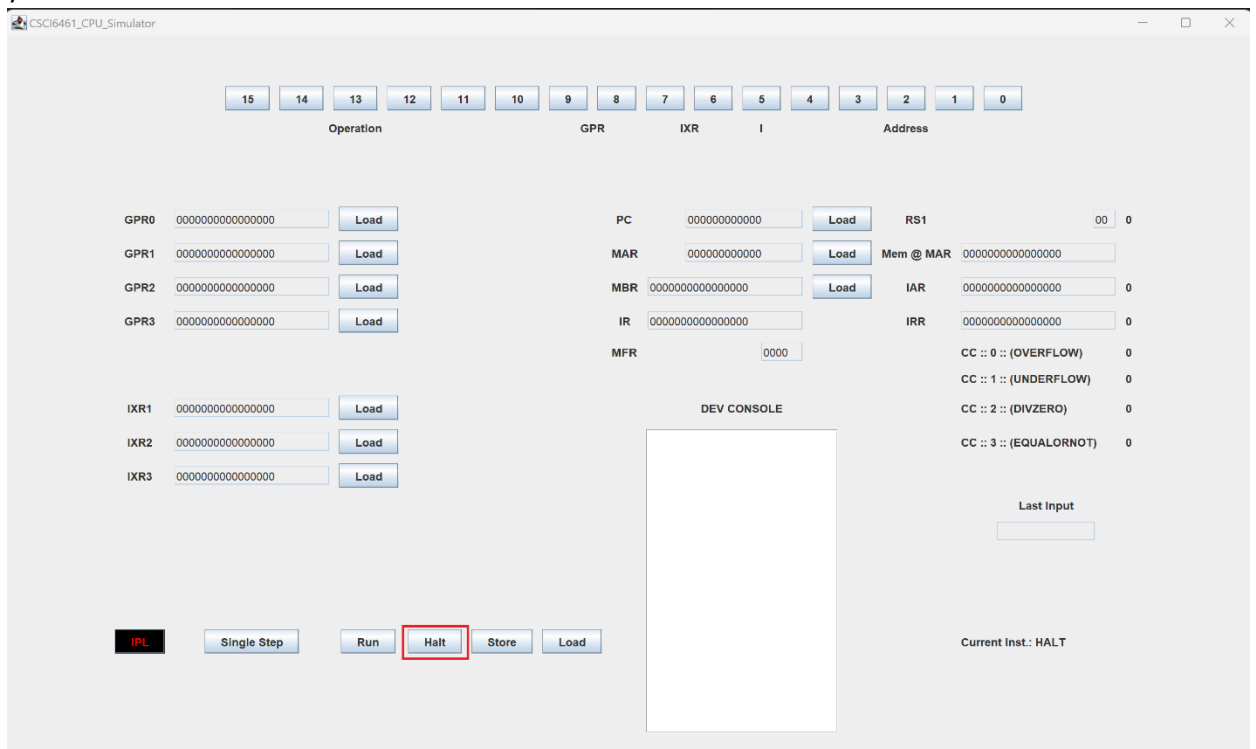 CSCI6461_CPU_Simulator
15 14 13 12 11 10 9 8 7 6 5 4 3 2 1 0
Operation GPR IXR I Address
GPR0 0000000000000000 Load PC 000000000000 Load RS1 00 0
GPR1 0000000000000000 Load MAR 000000000000 Load Mem @ MAR 0000000000000000
GPR2 0000000000000000 Load MBR 0000000000000000 Load IAR 0000000000000000 0
GPR3 0000000000000000 Load IR 0000000000000000 IRR 0000000000000000 0
MFR 0000 CC :: 0 :: (OVERFLOW) 0
CC :: 1 :: (UNDERFLOW) 0
IXR1 0000000000000000 Load DEV CONSOLE CC :: 2 :: (DIVZERO) 0
IXR2 0000000000000000 Load CC :: 3 :: (EQUALORNOT) 0
IXR3 0000000000000000 Load
Last Input
IPL Single Step Run Halt Store Load Current Inst.: HALT